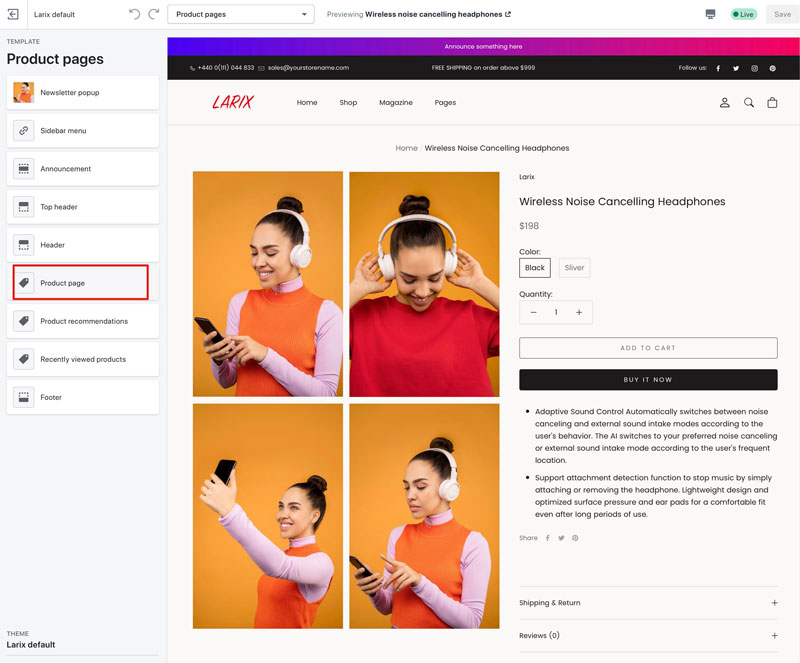 Larix default
Product pages
Previewing Wireless noise cancelling headphones
Live
Save
TEMPLATE
Product pages
Newsletter popup
Sidebar menu
Announcement
Top header
Header
Product page
Product recommendations
Recently viewed products
Footer
THEME
Larix default
Announce something here
+440 0(111) 044 833
sales@yourstorename.com
FREE SHIPPING on order above $999
Follow us:
LARIX
Home
Shop
Magazine
Pages
Home / Wireless Noise Cancelling Headphones
Larix
Wireless Noise Cancelling Headphones
$198
Color:
Black
Sliver
Quantity:
− 1 +
ADD TO CART
BUY IT NOW
• Adaptive Sound Control Automatically switches between noise
canceling and external sound intake modes according to the
user's behavior. The AI switches to your preferred noise canceling
or external sound intake mode according to the user's frequent
location.
• Support attachment detection function to stop music by simply
attaching or removing the headphone. Lightweight design and
optimized surface pressure and ear pads for a comfortable fit
even after long periods of use.
Share
Shipping & Return +
Reviews (0) +